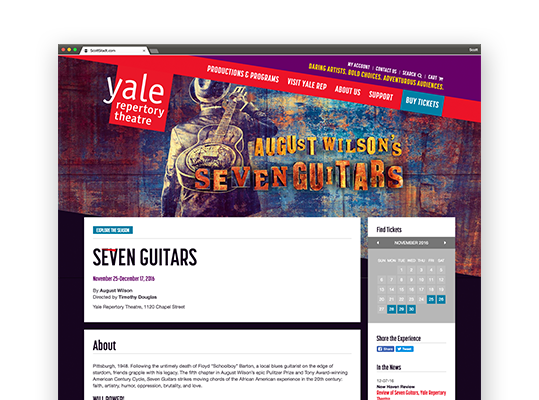 ScottShaft.com
Scott
MY ACCOUNT | CONTACT US | SEARCH | CART
DARING ARTISTS. BOLD CHOICES. ADVENTUROUS AUDIENCES.
PRODUCTIONS & PROGRAMS VISIT YALE REP ABOUT US SUPPORT BUY TICKETS
yale
repertory
theatre
AUGUST WILSON'S
SEVEN GUITARS
EXPLORE THE SEASON
SEVEN GUITARS
November 25-December 17, 2016
By August Wilson
Directed by Timothy Douglas
Yale Repertory Theatre, 1120 Chapel Street
About
Pittsburgh, 1948. Following the untimely death of Floyd "Schoolboy" Barton, a local blues guitarist on the edge of
stardom, friends grapple with his legacy. The fifth chapter in August Wilson's epic Pulitzer Prize and Tony Award-winning
American Century Cycle, Seven Guitars strikes moving chords of the African American experience in the 20th century:
faith, artistry, humor, oppression, brutality, and love.
WILL POWER!
Find Tickets
NOVEMBER 2016
SUN MON TUE WED THU FRI SAT
1 2 3 4 5
6 7 8 9 10 11 12
13 14 15 16 17 18 19
20 21 22 23 24 25 26
27 28 29 30
Share the Experience
Share Tweet
In the News
12-07-16
New Haven Review
Review of Seven Guitars, Yale Repertory
Theatre